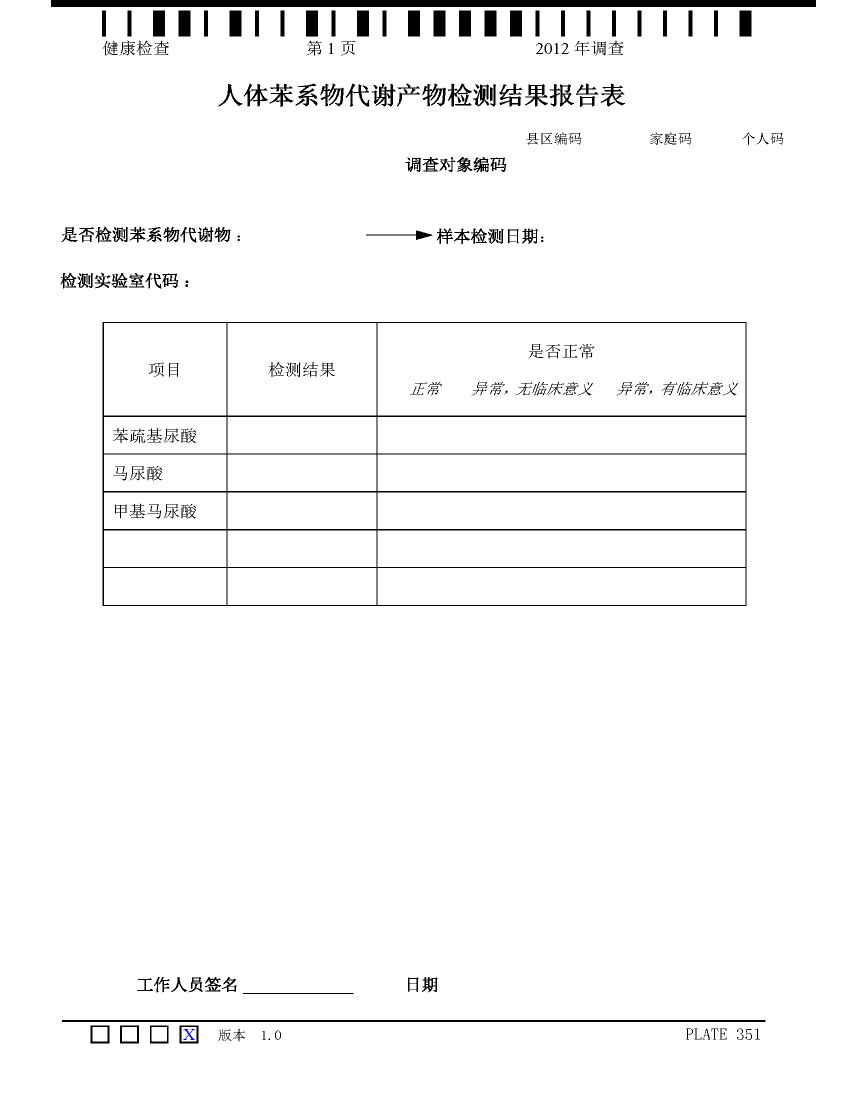 健康检查 第 1 页 2012 年调查
人体苯系物代谢产物检测结果报告表
县区编码 家庭码 个人码
调查对象编码
是否检测苯系物代谢物： 样本检测日期：
检测实验室代码：
项目 检测结果 是否正常
正常 异常，无临床意义 异常，有临床意义
苯巯基尿酸
马尿酸
甲基马尿酸
工作人员签名 日期
X 版本 1.0 PLATE 351